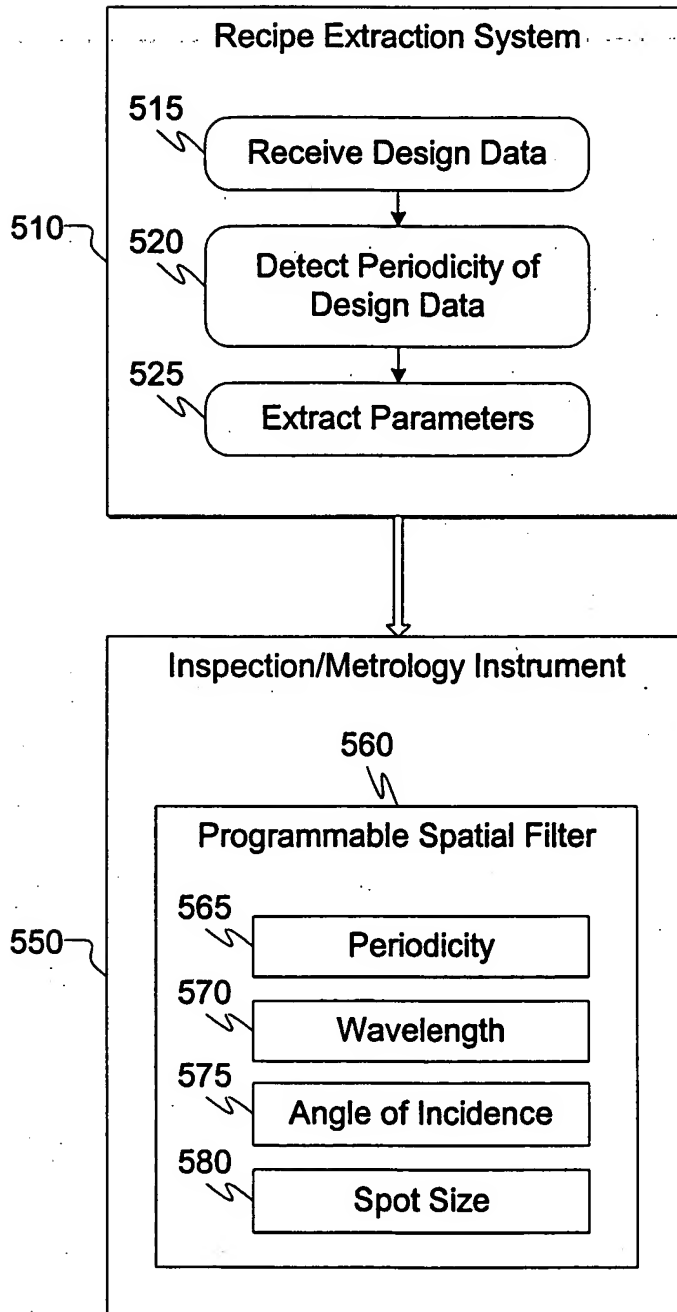 Recipe Extraction System
515
Receive Design Data
510
520
Detect Periodicity of
Design Data
525
Extract Parameters
Inspection/Metrology Instrument
560
Programmable Spatial Filter
565
Periodicity
550
570
Wavelength
575
Angle of Incidence
580
Spot Size